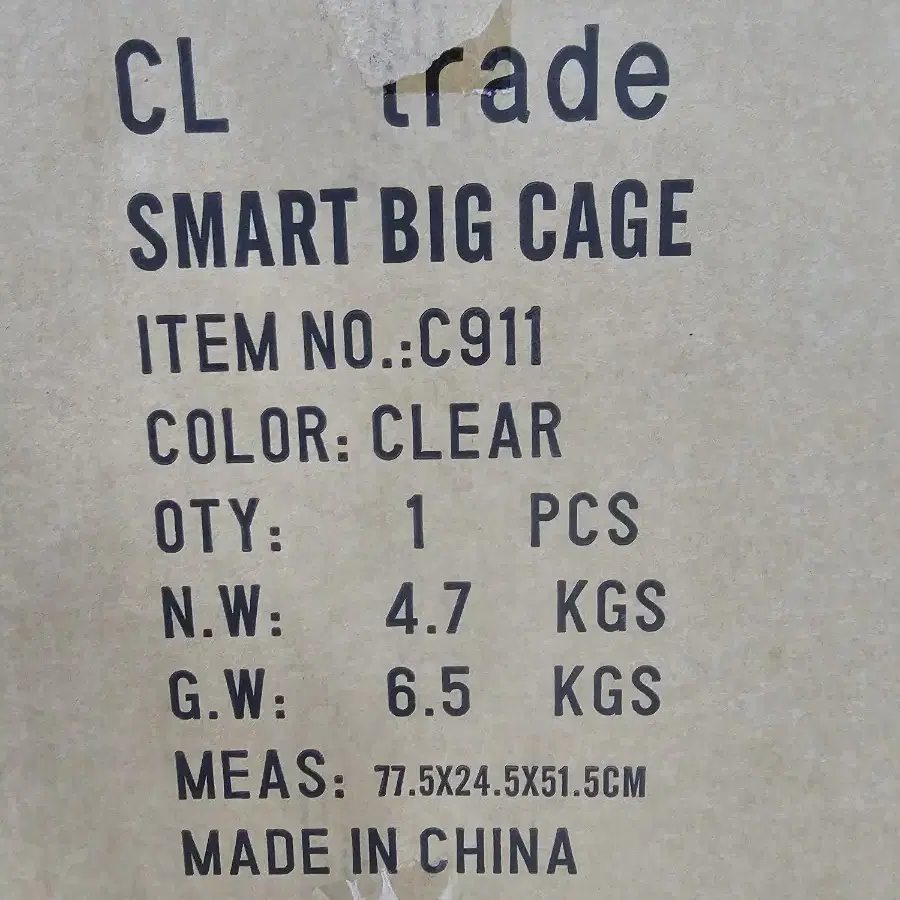 CL trade
SMART BIG CAGE
ITEM NO.:C911
COLOR: CLEAR
QTY: 1 PCS
N.W: 4.7 KGS
G.W: 6.5 KGS
MEAS: 77.5X24.5X51.5CM
MADE IN CHINA